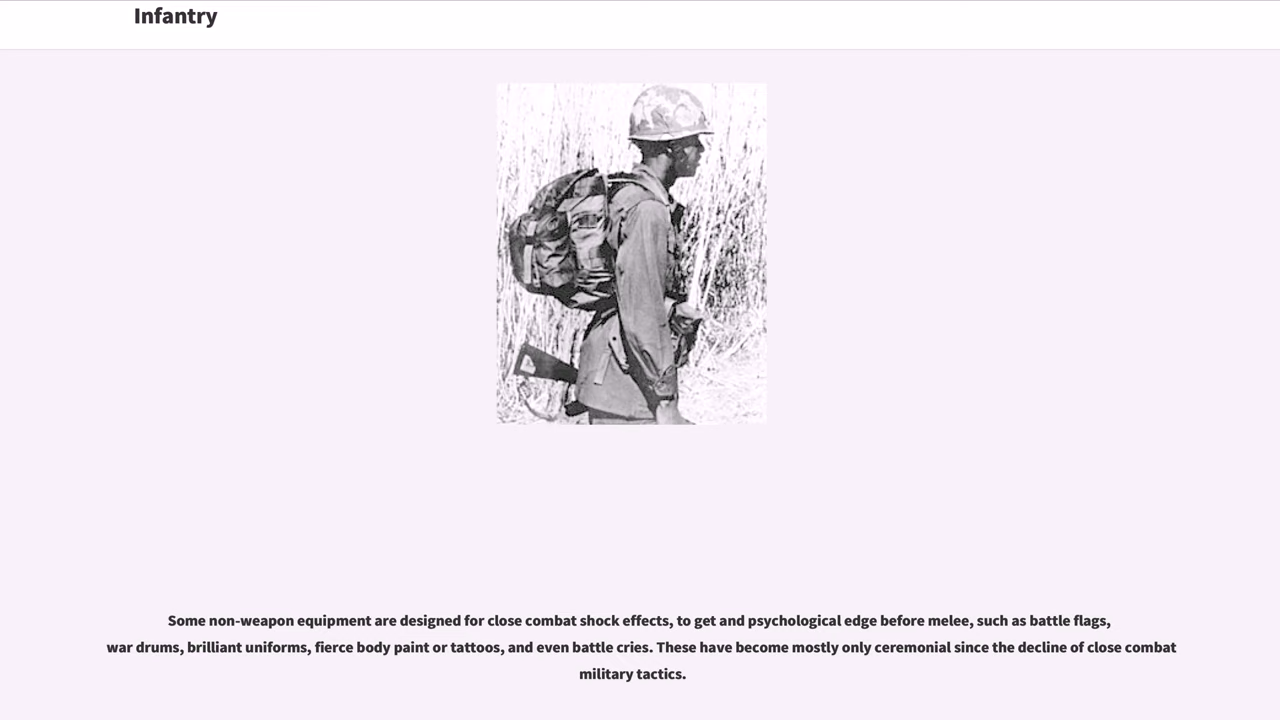 Infantry
Some non-weapon equipment are designed for close combat shock effects, to get and psychological edge before melee, such as battle flags,
war drums, brilliant uniforms, fierce body paint or tattoos, and even battle cries. These have become mostly only ceremonial since the decline of close combat
military tactics.